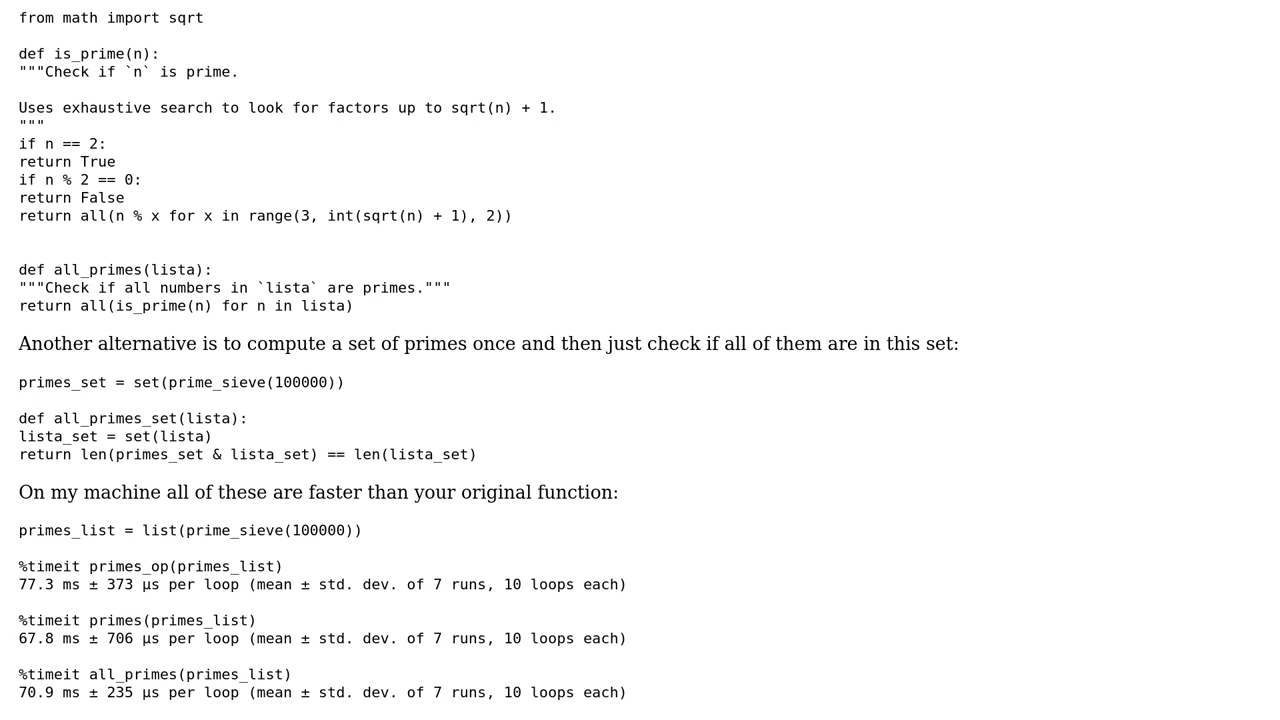 from math import sqrt
def is_prime(n):
"""Check if `n` is prime.
Uses exhaustive search to look for factors up to sqrt(n) + 1.
"""
if n == 2:
return True
if n % 2 == 0:
return False
return all(n % x for x in range(3, int(sqrt(n) + 1), 2))
def all_primes(lista):
"""Check if all numbers in `lista` are primes."""
return all(is_prime(n) for n in lista)
Another alternative is to compute a set of primes once and then just check if all of them are in this set:
primes_set = set(prime_sieve(100000))
def all_primes_set(lista):
lista_set = set(lista)
return len(primes_set & lista_set) == len(lista_set)
On my machine all of these are faster than your original function:
primes_list = list(prime_sieve(100000))
%timeit primes_op(primes_list)
77.3 ms ± 373 µs per loop (mean ± std. dev. of 7 runs, 10 loops each)
%timeit primes(primes_list)
67.8 ms ± 706 µs per loop (mean ± std. dev. of 7 runs, 10 loops each)
%timeit all_primes(primes_list)
70.9 ms ± 235 µs per loop (mean ± std. dev. of 7 runs, 10 loops each)